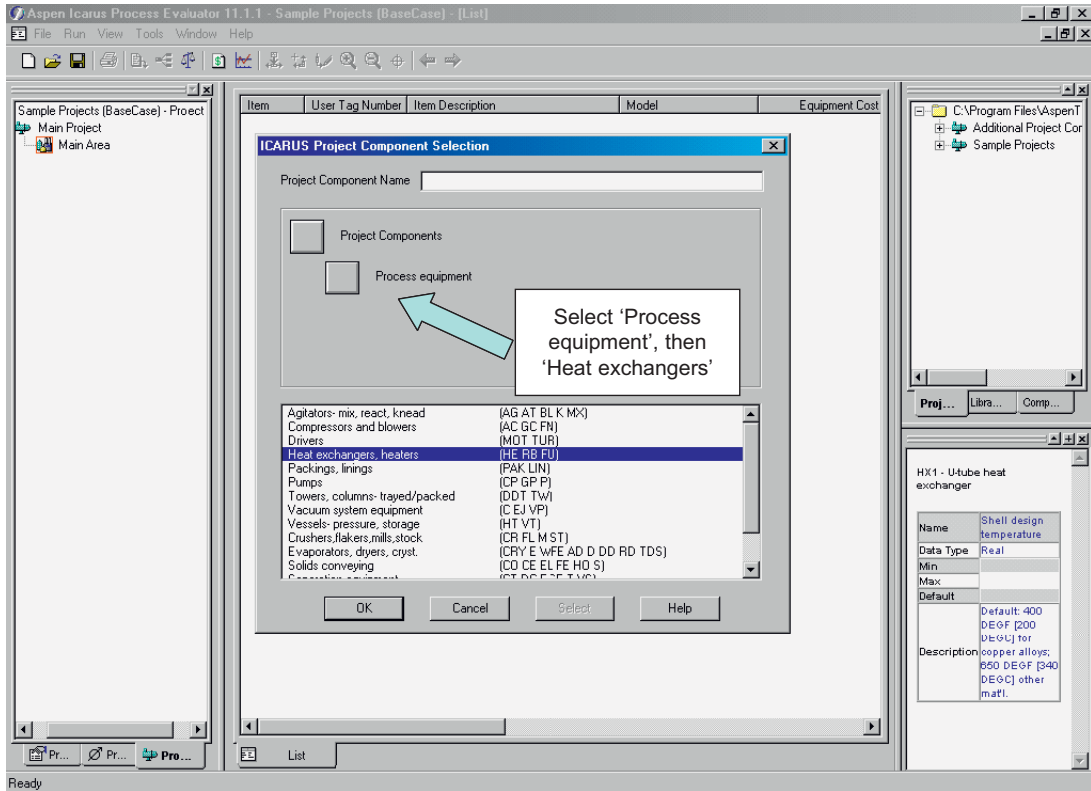 Aspen Icarus Process Evaluator 11.1.1 - Sample Projects (BaseCase) - [List]
File Run View Tools Window Help
Sample Projects (BaseCase) - Proect
Main Project
Main Area
Item User Tag Number Item Description Model Equipment Cost
ICARUS Project Component Selection
Project Component Name
Project Components
Process equipment
Select ‘Process
equipment’, then
‘Heat exchangers’
Agitators- mix, react, knead (AG AT BL K MX)
Compressors and blowers (AC GC FN)
Drivers (MOT TUR)
Heat exchangers, heaters (HE RB FU)
Packings, linings (PAK LIN)
Pumps (CP GP P)
Towers, columns- trayed/packed (DDT TW)
Vacuum system equipment (C EJ VP)
Vessels- pressure, storage (HT VT)
Crushers,flakers,mills,stock (CR FL M ST)
Evaporators, dryers, cryst. (CRY E WFE AD D DD RD TDS)
Solids conveying (CO CE EL FE HO S)
OK Cancel Select Help
List
Pr... Pr... Pro...
Ready
C:\Program Files\AspenT
Additional Project Cor
Sample Projects
Proj... Libra... Comp...
HX1 - U-tube heat
exchanger
Name Shell design
temperature
Data Type Real
Min
Max
Default
Description Default: 400
DEGF [200
DEGC] for
copper alloys;
650 DEGF [340
DEGC] other
mat'l.